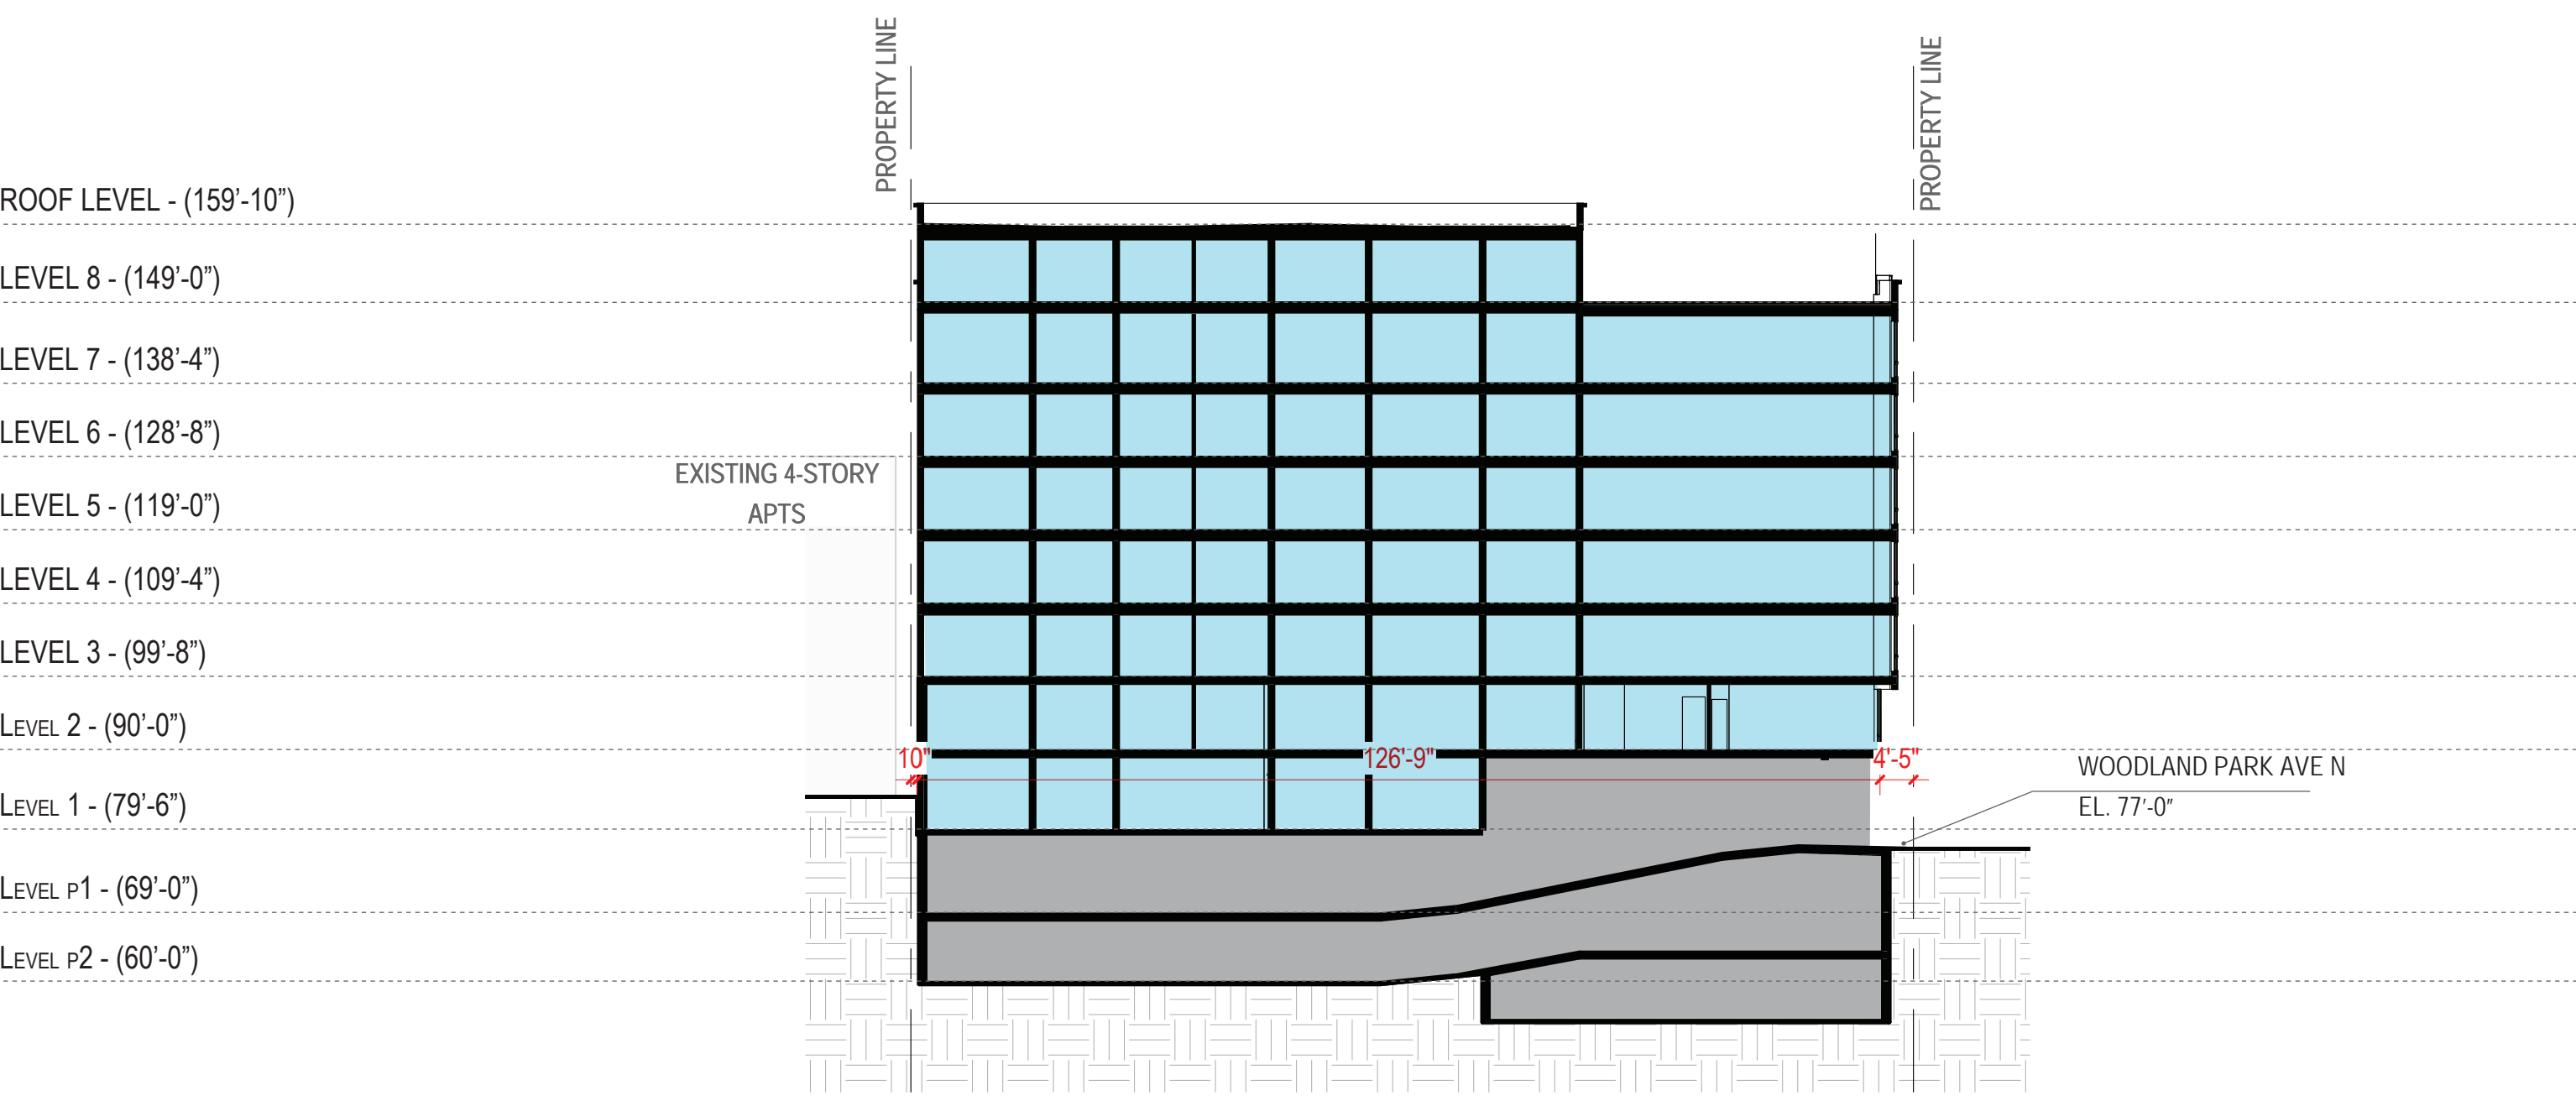 PROPERTY LINE
PROPERTY LINE
ROOF LEVEL - (159’-10”)
LEVEL 8 - (149’-0”)
LEVEL 7 - (138’-4”)
LEVEL 6 - (128’-8”)
EXISTING 4-STORY
APTS
LEVEL 5 - (119’-0”)
LEVEL 4 - (109’-4”)
LEVEL 3 - (99’-8”)
LEVEL 2 - (90’-0”)
10"
126'-9"
4'-5"
WOODLAND PARK AVE N
EL. 77’-0”
LEVEL 1 - (79’-6”)
LEVEL P1 - (69’-0”)
LEVEL P2 - (60’-0”)